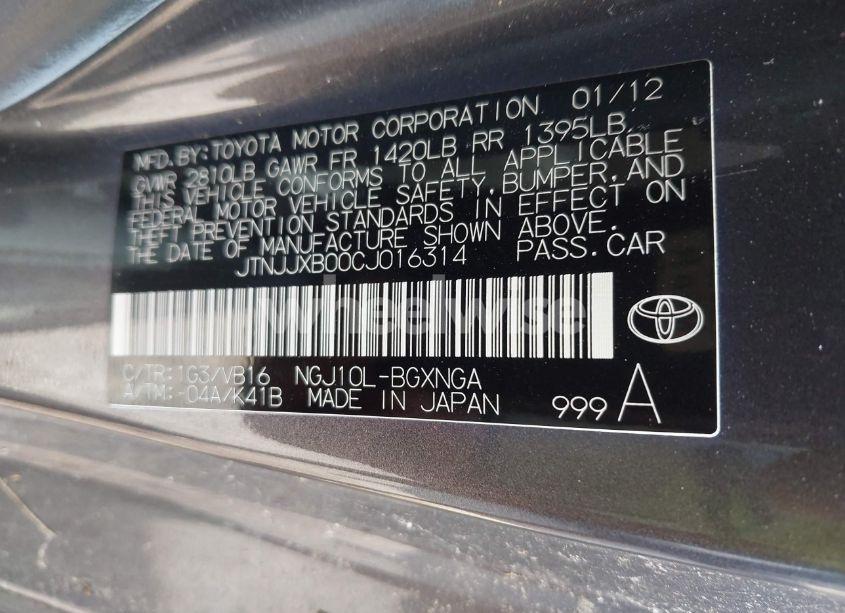 MFD. BY: TOYOTA MOTOR CORPORATION 01/12
GVWR 2810LB GAWR FR 1420LB RR 1395LB
THIS VEHICLE CONFORMS TO ALL APPLICABLE
FEDERAL MOTOR VEHICLE SAFETY, BUMPER, AND
THEFT PREVENTION STANDARDS IN EFFECT ON
THE DATE OF MANUFACTURE SHOWN ABOVE.
JTNJJXB00CJ016314 PASS.CAR
wheelwise
C/TR: 1G3/VB16 NGJ10L-BGXNGA
A/TM: -04A/K41B MADE IN JAPAN 999 A